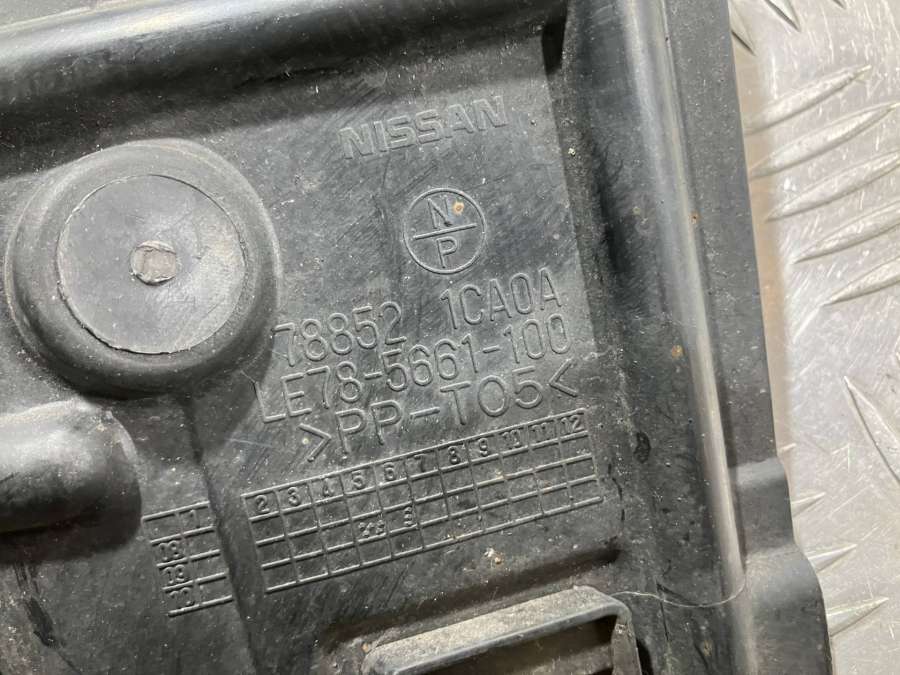 NISSAN
N
P
78852 1CA0A
LE78-5661-100
>PP-TO5<
1 2 3 4 5 6 7 8 9 10 11 12